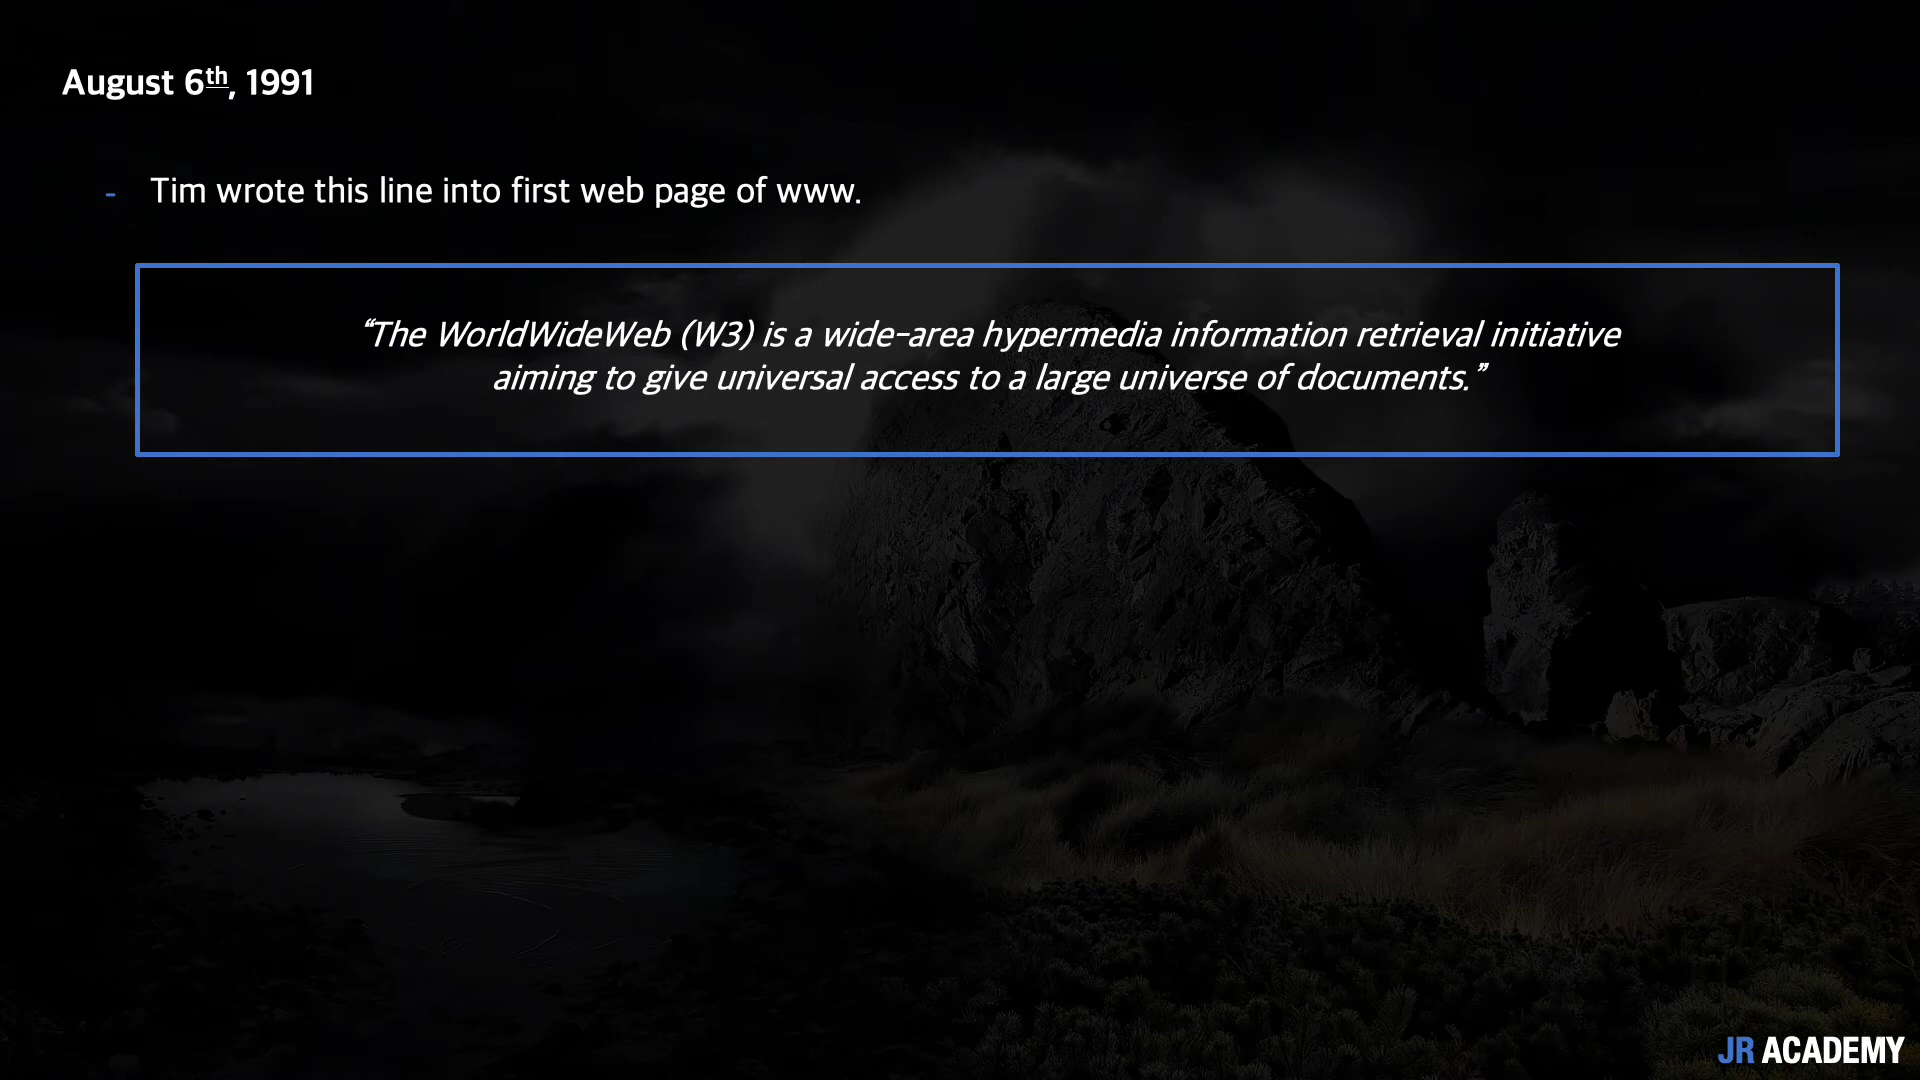 August 6th, 1991
- Tim wrote this line into first web page of www.
“The WorldWideWeb (W3) is a wide-area hypermedia information retrieval initiative
aiming to give universal access to a large universe of documents.”
JR ACADEMY